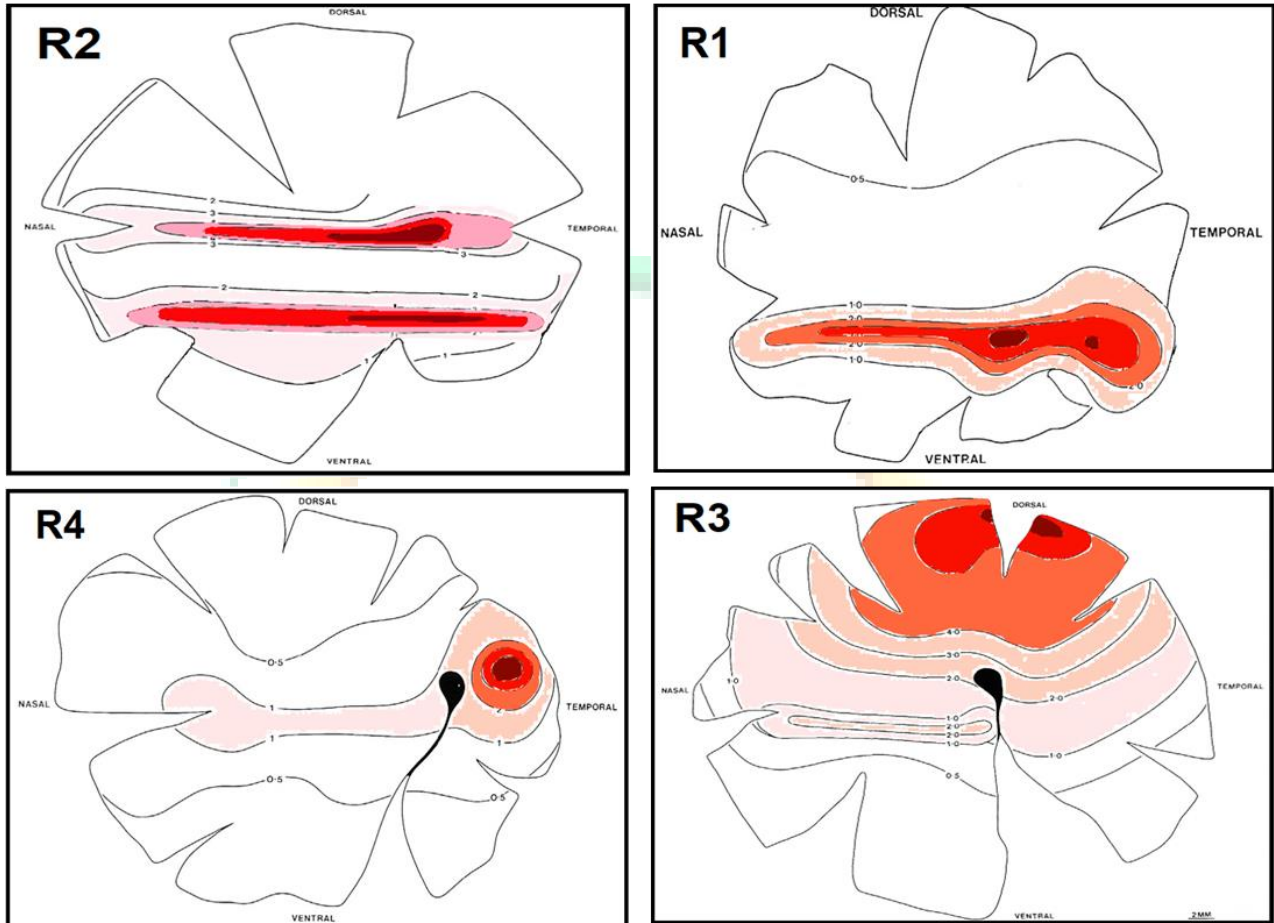 DORSAL
R2
2
3
NASAL
TEMPORAL
3
3
2
2
1
1
VENTRAL
DORSAL
R1
0·5
NASAL
TEMPORAL
1·0
2·0
2·0
1·0
2·0
VENTRAL
DORSAL
R4
0·5
NASAL
TEMPORAL
1
2
1
1
0·5
0·5
VENTRAL
DORSAL
R3
4·0
3·0
NASAL
1·0
2·0
2·0
TEMPORAL
1·0
2·0
2·0
1·0
1·0
0·5
VENTRAL
2MM